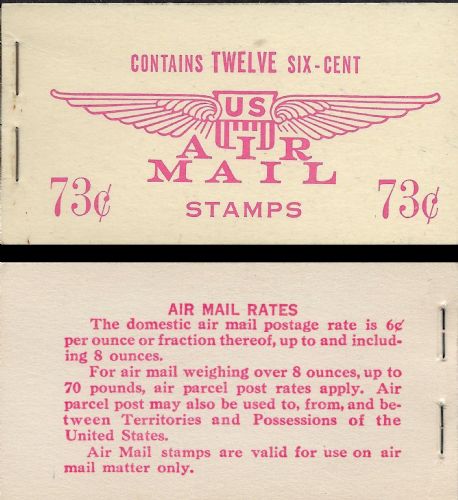 CONTAINS TWELVE SIX-CENT
US
AIR
MAIL
73¢ STAMPS 73¢
AIR MAIL RATES
The domestic air mail postage rate is 6¢
per ounce or fraction thereof, up to and includ-
ing 8 ounces.
For air mail weighing over 8 ounces, up to
70 pounds, air parcel post rates apply. Air
parcel post may also be used to, from, and be-
tween Territories and Possessions of the
United States.
Air Mail stamps are valid for use on air
mail matter only.